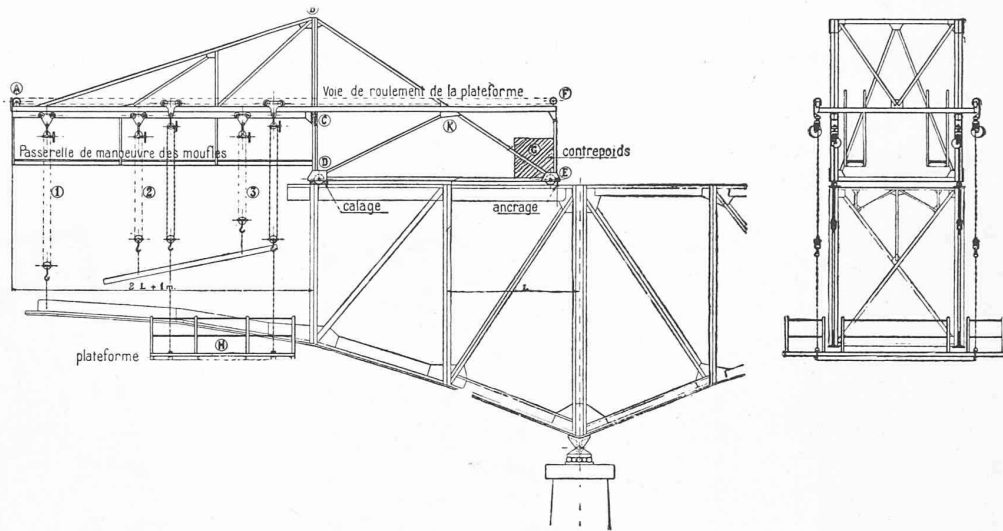 B
A
Voie de roulement de la plateforme
F
C
K
Passerelle de manoeuvre des moufles
G
contrepoids
1
2
3
D
E
calage
ancrage
2 L + 1 m.
L
H
plateforme